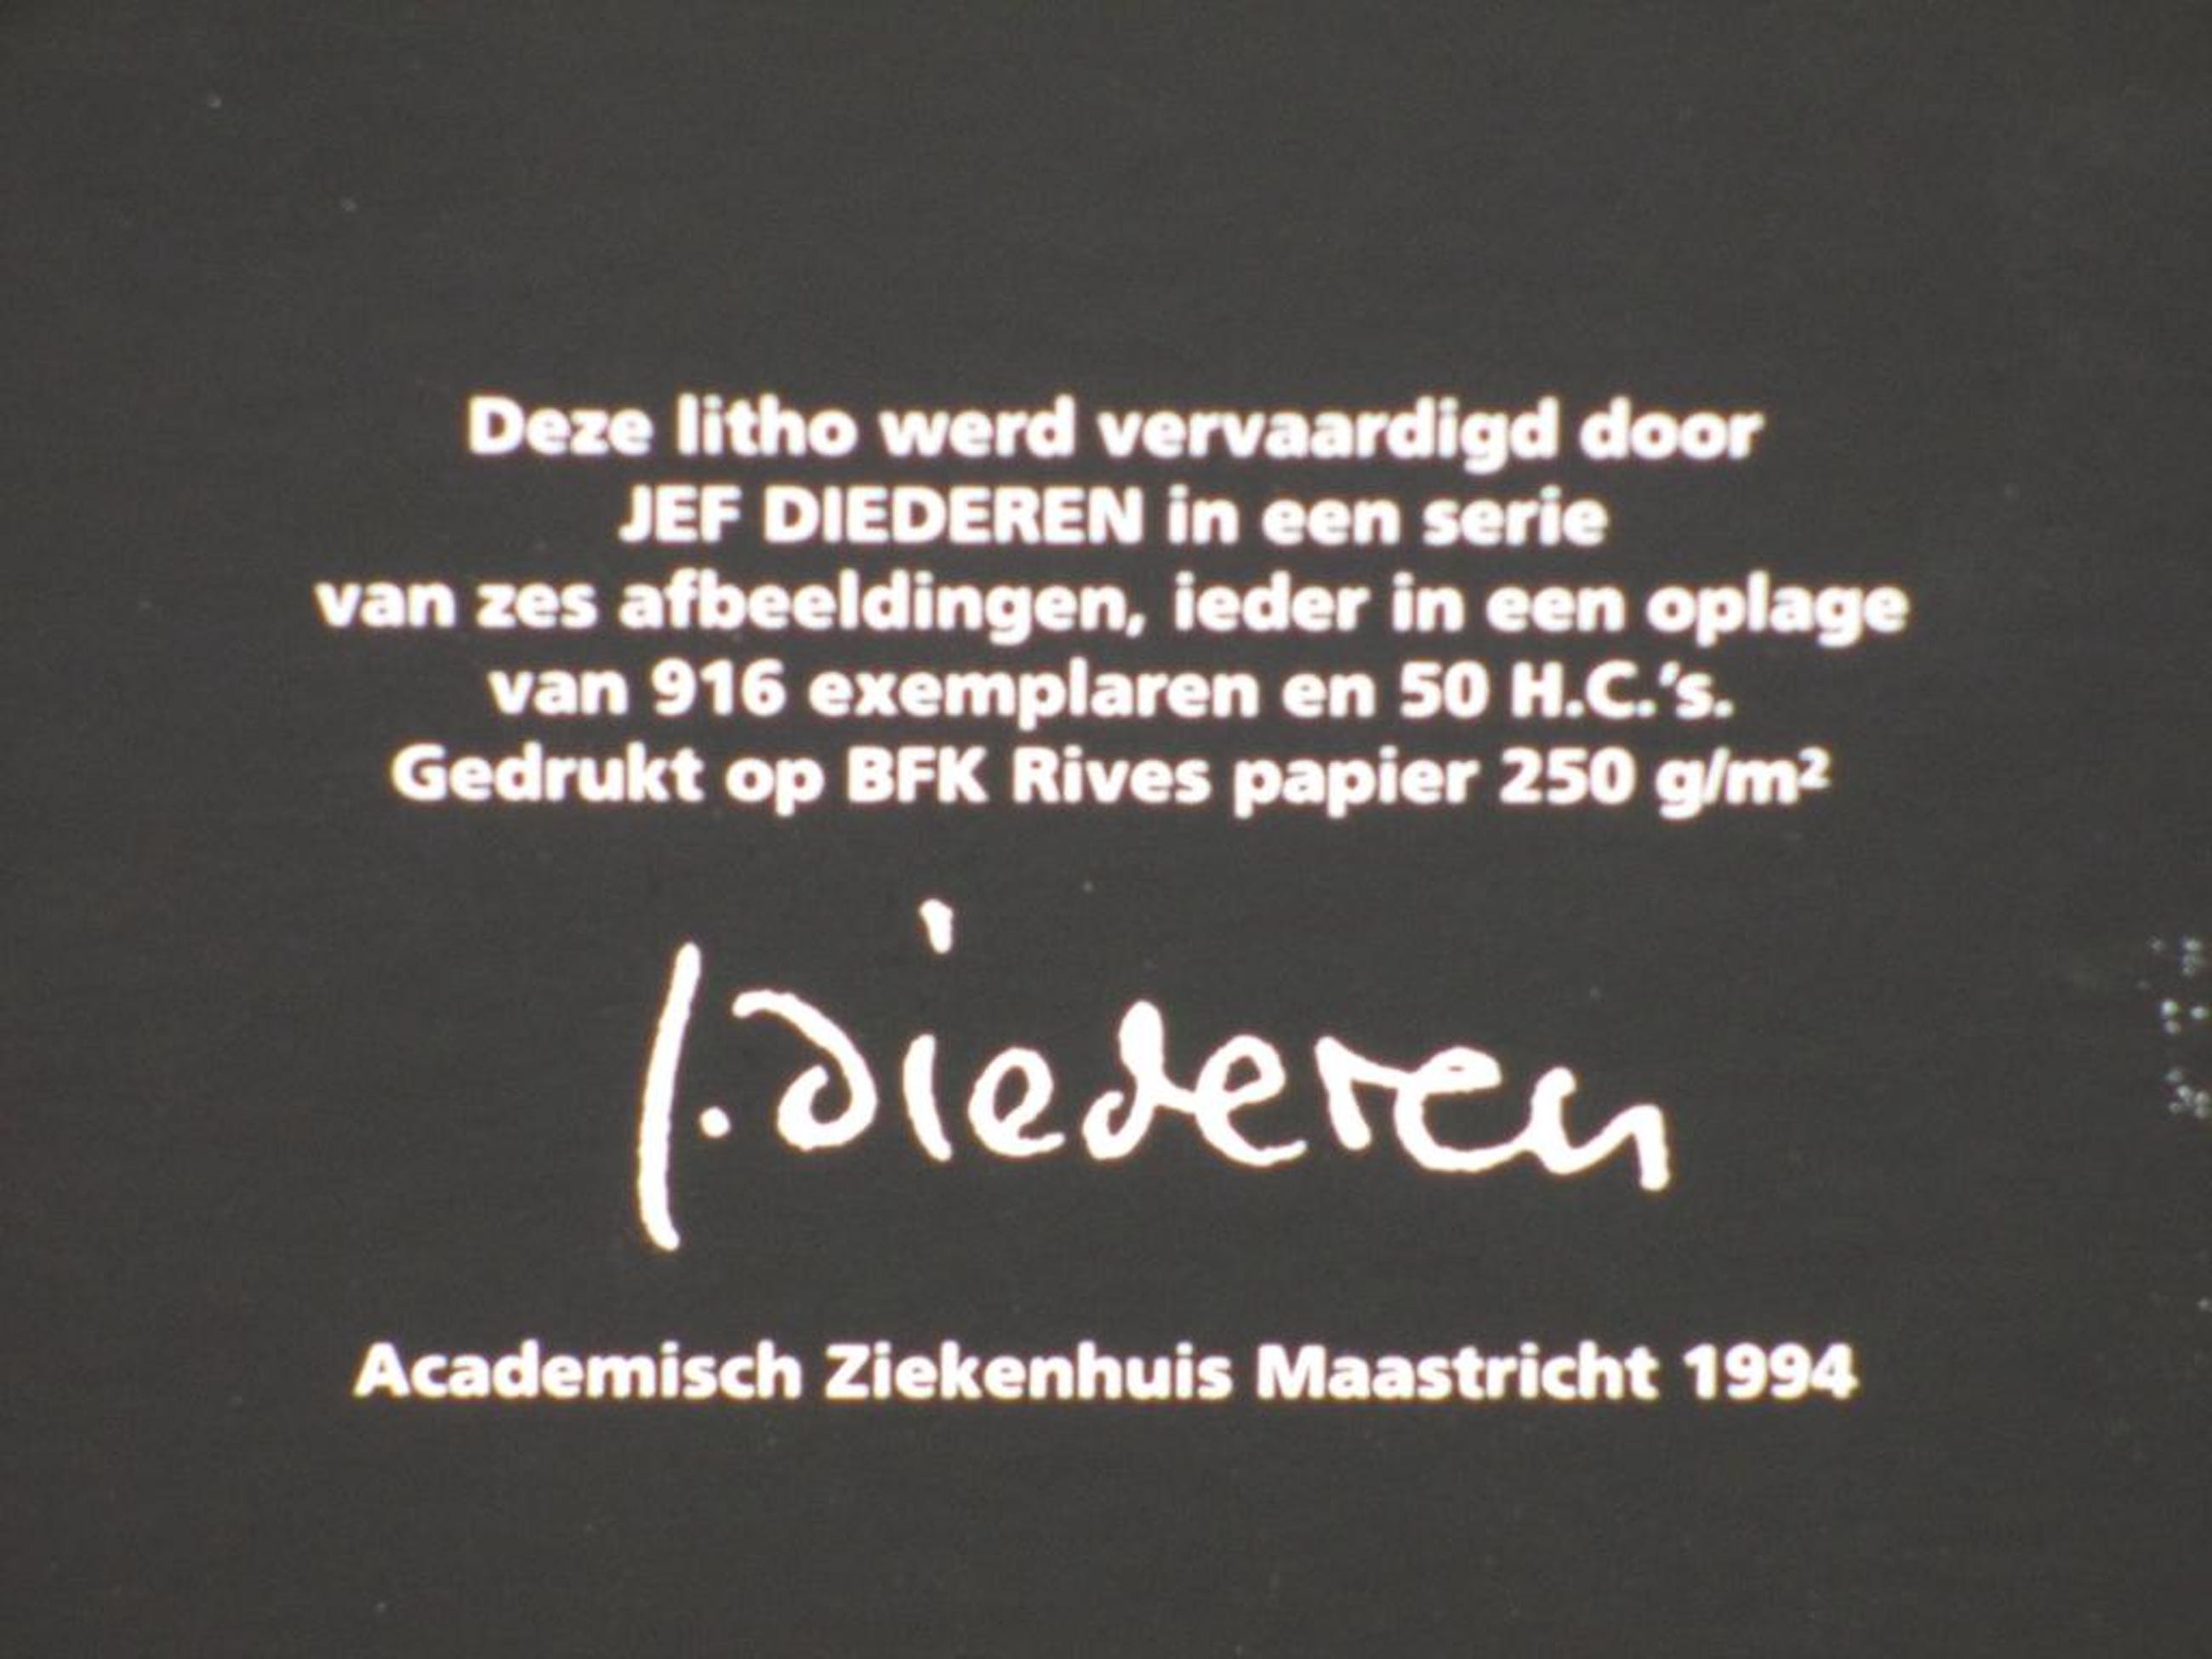 Deze litho werd vervaardigd door
JEF DIEDEREN in een serie
van zes afbeeldingen, ieder in een oplage
van 916 exemplaren en 50 H.C.'s.
Gedrukt op BFK Rives papier 250 g/m²
J. Diederen
Academisch Ziekenhuis Maastricht 1994